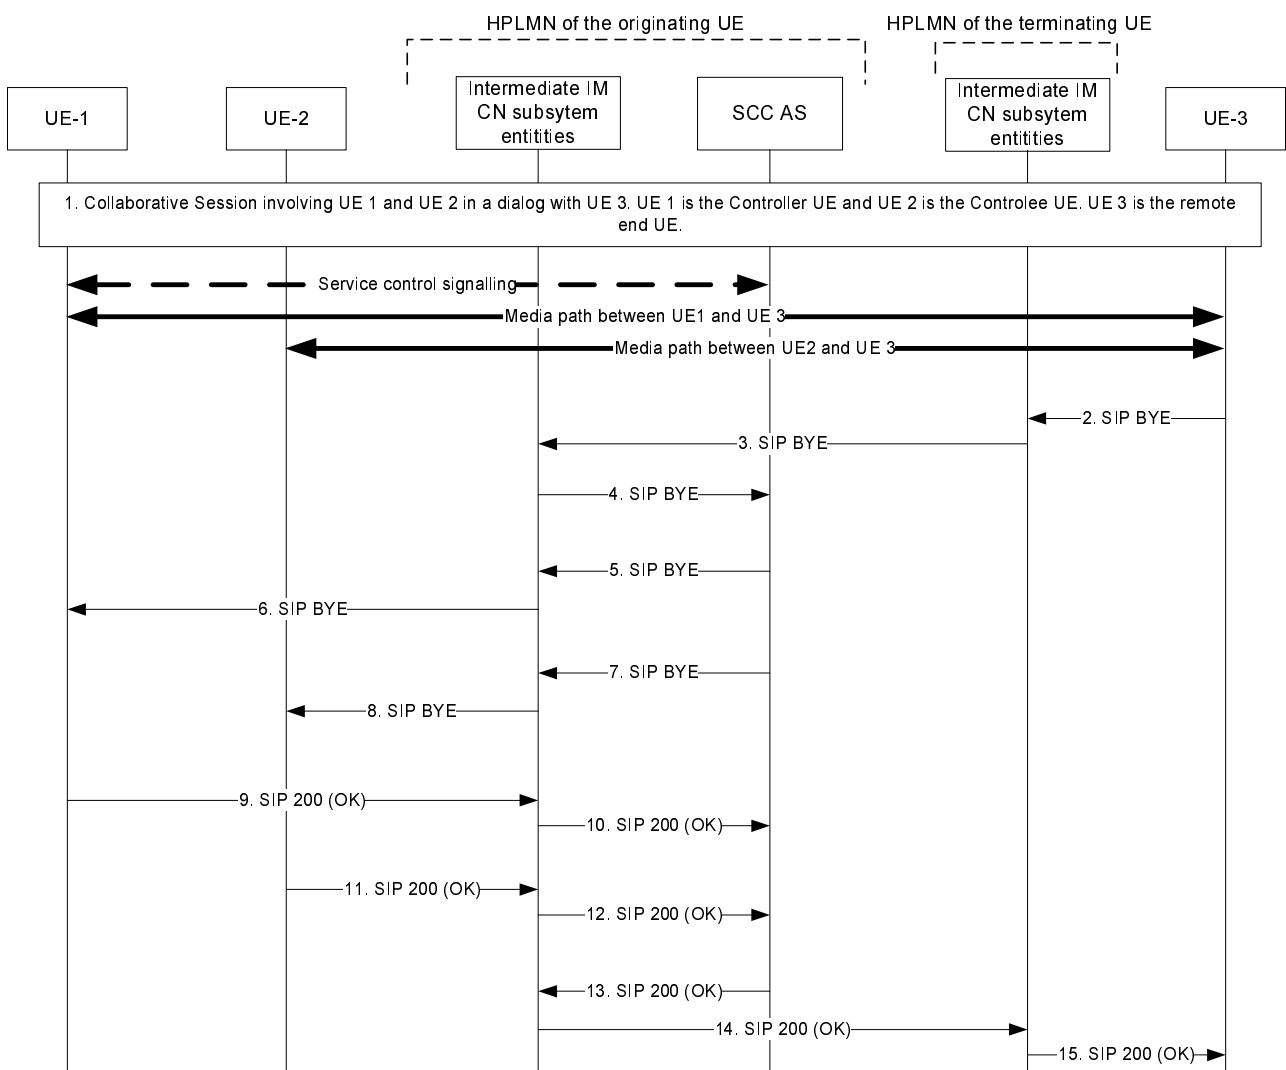 HPLMN of the originating UE
HPLMN of the terminating UE
UE-1
UE-2
Intermediate IM
CN subsytem
entitities
SCC AS
Intermediate IM
CN subsytem
entitities
UE-3
1. Collaborative Session involving UE 1 and UE 2 in a dialog with UE 3. UE 1 is the Controller UE and UE 2 is the Controlee UE. UE 3 is the remote
end UE.
Service control signalling
Media path between UE1 and UE 3
Media path between UE2 and UE 3
2. SIP BYE
3. SIP BYE
4. SIP BYE
5. SIP BYE
6. SIP BYE
7. SIP BYE
8. SIP BYE
9. SIP 200 (OK)
10. SIP 200 (OK)
11. SIP 200 (OK)
12. SIP 200 (OK)
13. SIP 200 (OK)
14. SIP 200 (OK)
15. SIP 200 (OK)